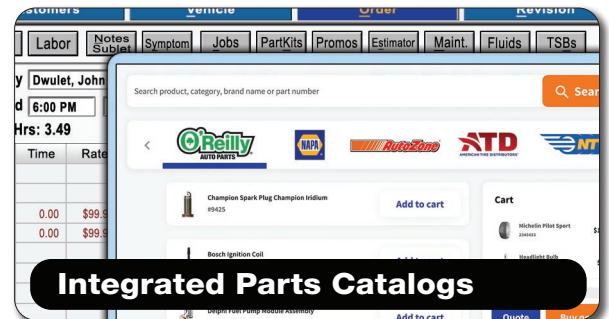 stomers Vehicle Order Revision
Labor Notes Sublet Symptom Jobs PartKits Promos Estimator Maint. Fluids TSBs
y Dwulet, John
d 6:00 PM
Hrs: 3.49
Time Rate
0.00 $99.9
0.00 $99.9
Search product, category, brand name or part number
Sear
O'Reilly AUTO PARTS NAPA AutoZone ATD AMERICAN TIRE DISTRIBUTORS NT
Champion Spark Plug Champion Iridium
#9425
Add to cart
Bosch Ignition Coil
Add to cart
Delphi Fuel Pump Module Assembly
Add to cart
Cart
Michelin Pilot Sport
Headlight Bulb
Quote Buy n
Integrated Parts Catalogs